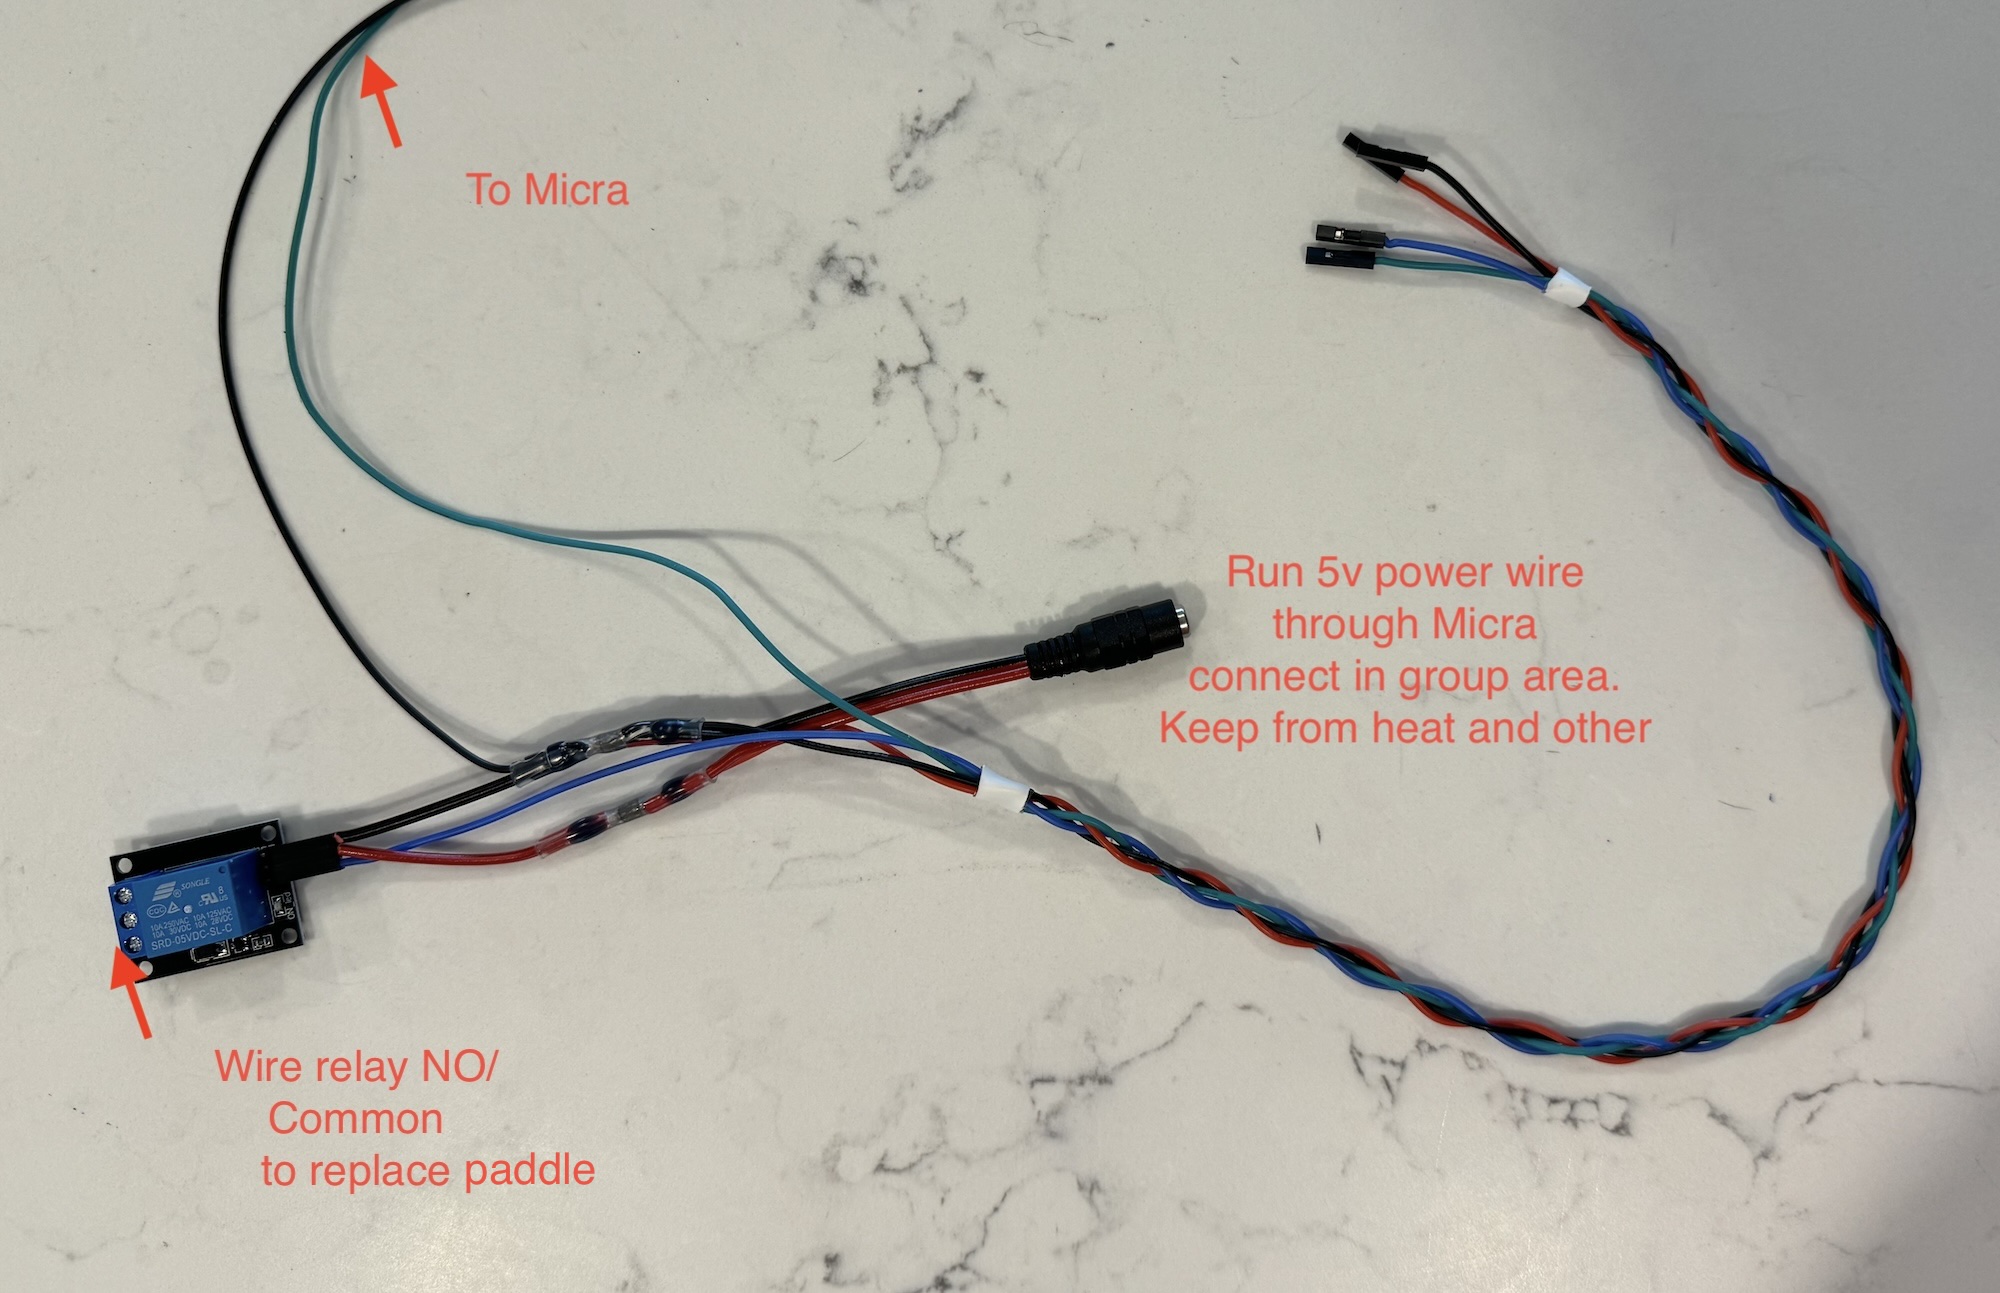 To Micra
Run 5v power wire
through Micra
connect in group area.
Keep from heat and other
SONGLE
10A 250VAC 10A 125VAC
10A 30VDC 10A 28VDC
SRD-05VDC-SL-C
Wire relay NO/
Common
to replace paddle